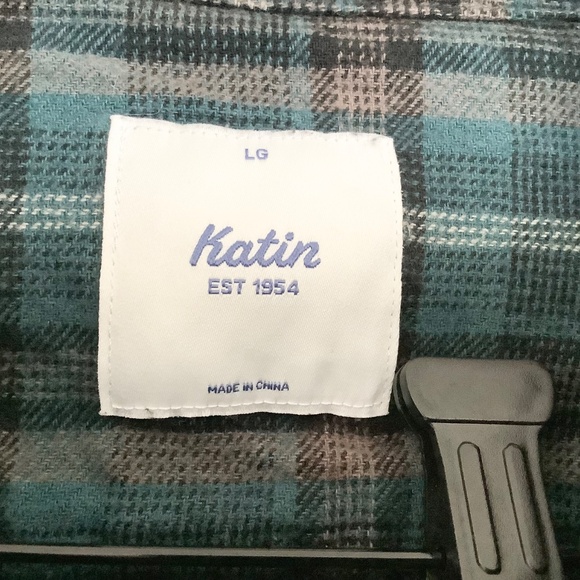 LG
Katin
EST 1954
MADE IN CHINA